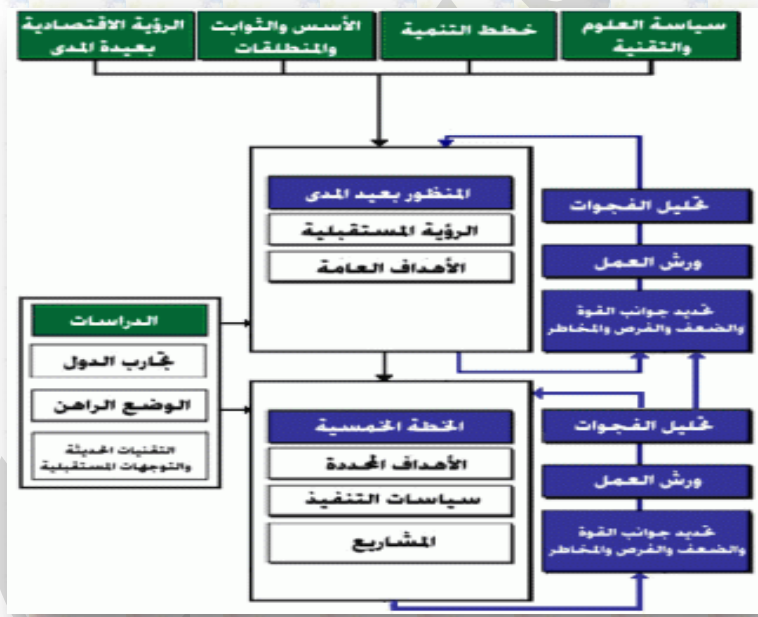 سياسة العلوم
والتقنية
خطط التنمية
الأسس والثوابت
والمنطلقات
الرؤية الاقتصادية
بعيدة المدى
المنظور بعيد المدى
الرؤية المستقبلية
الأهداف العامة
تحليل الفجوات
ورش العمل
تحديد جوانب القوة
والضعف والفرص والمخاطر
الدراسات
تجارب الدول
الوضع الراهن
التقنيات الحديثة
والتوجهات المستقبلية
الخطة الخمسية
الأهداف المحددة
سياسات التنفيذ
المشاريع
تحليل الفجوات
ورش العمل
تحديد جوانب القوة
والضعف والفرص والمخاطر